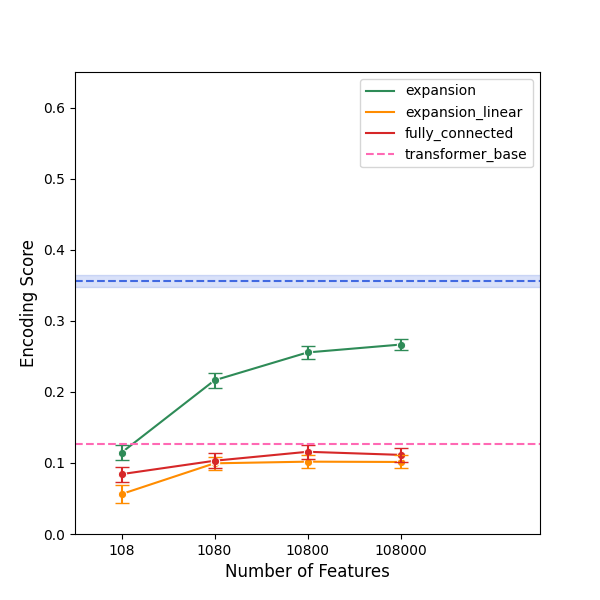 expansion
expansion_linear
fully_connected
transformer_base
Encoding Score
0.6
0.5
0.4
0.3
0.2
0.1
0.0
108 1080 10800 108000
Number of Features